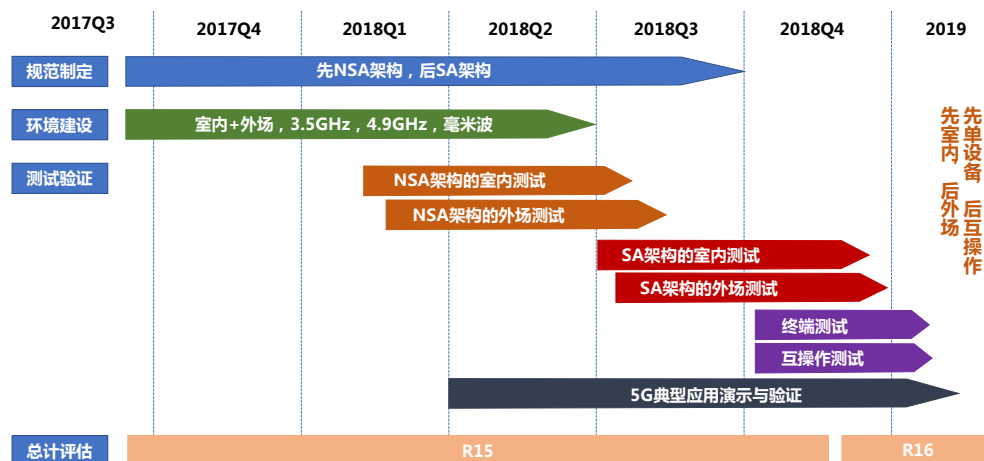 2017Q3
2017Q4
2018Q1
2018Q2
2018Q3
2018Q4
2019
规范制定
先NSA架构，后SA架构
环境建设
室内+外场，3.5GHz，4.9GHz，毫米波
测试验证
NSA架构的室内测试
NSA架构的外场测试
SA架构的室内测试
SA架构的外场测试
终端测试
互操作测试
5G典型应用演示与验证
先单设备，后互操作
先室内，后外场
总计评估
R15
R16